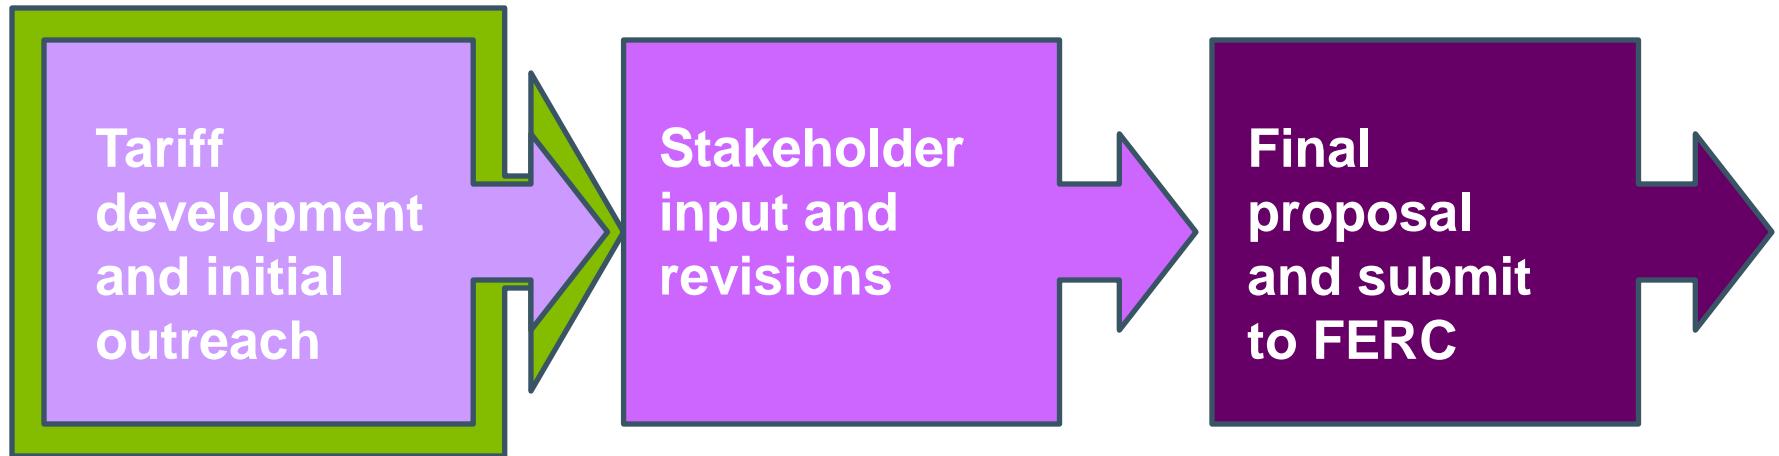 Tariff
development
and initial
outreach
Stakeholder
input and
revisions
Final
proposal
and submit
to FERC